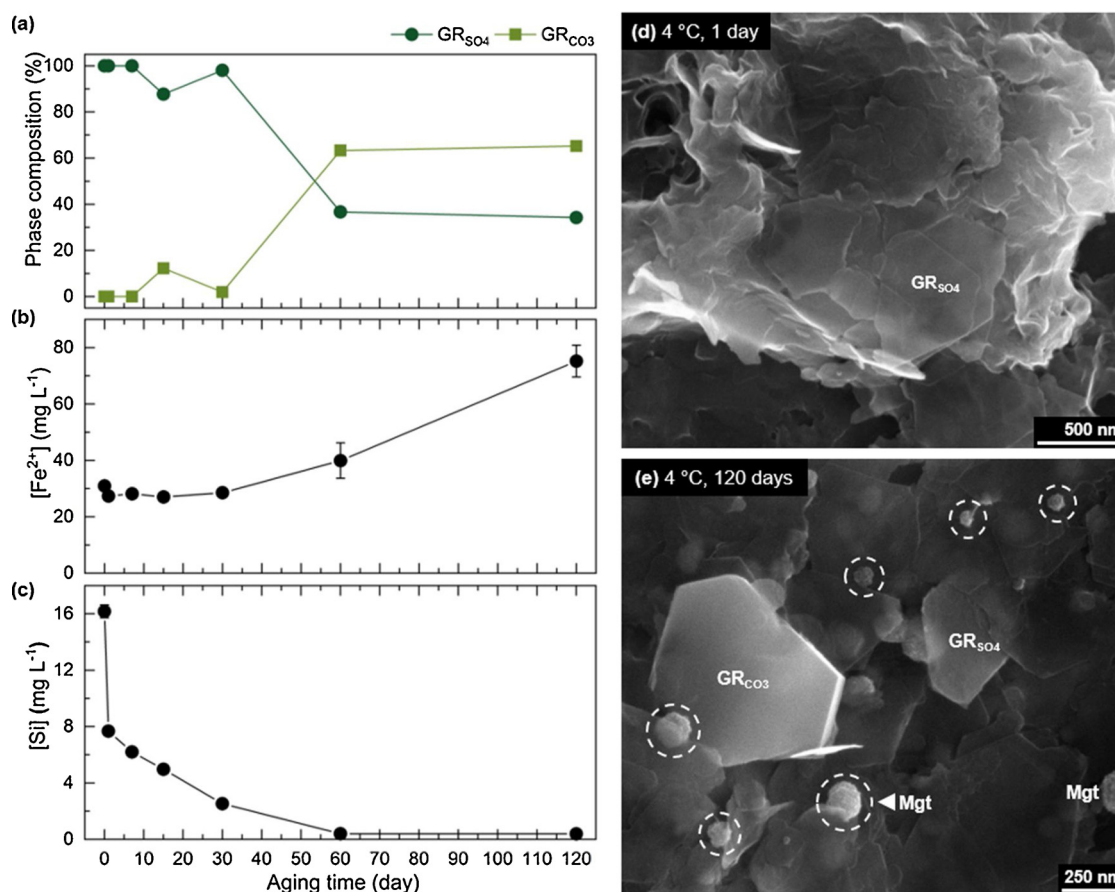 (a)
GR_SO4 GR_CO3
Phase composition (%)
100
80
60
40
20
0
(b)
[Fe²⁺] (mg L⁻¹)
80
60
40
20
0
(c)
[Si] (mg L⁻¹)
16
12
8
4
0
0 10 20 30 40 50 60 70 80 90 100 110 120
Aging time (day)
(d) 4 °C, 1 day
GR_SO4
500 nm
(e) 4 °C, 120 days
GR_SO4
GR_CO3
Mgt
Mgt
250 nm